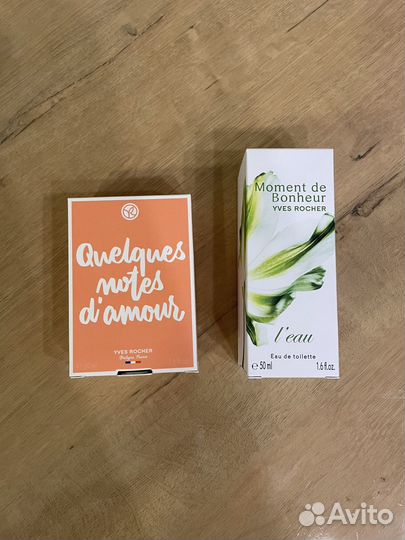 Quelques
notes
d'amour
YVES ROCHER
Moment de
Bonheur
YVES ROCHER
l'eau
Eau de toilette
℮ 50 ml 1.6 fl.oz.
Avito